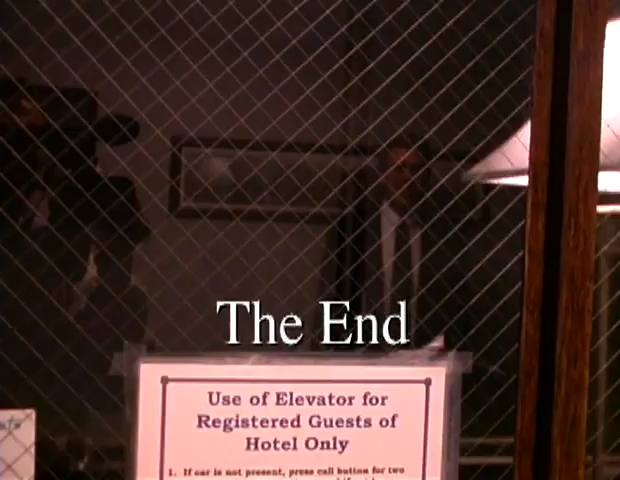 The End
Use of Elevator for
Registered Guests of
Hotel Only
1. If car is not present, press call button for two